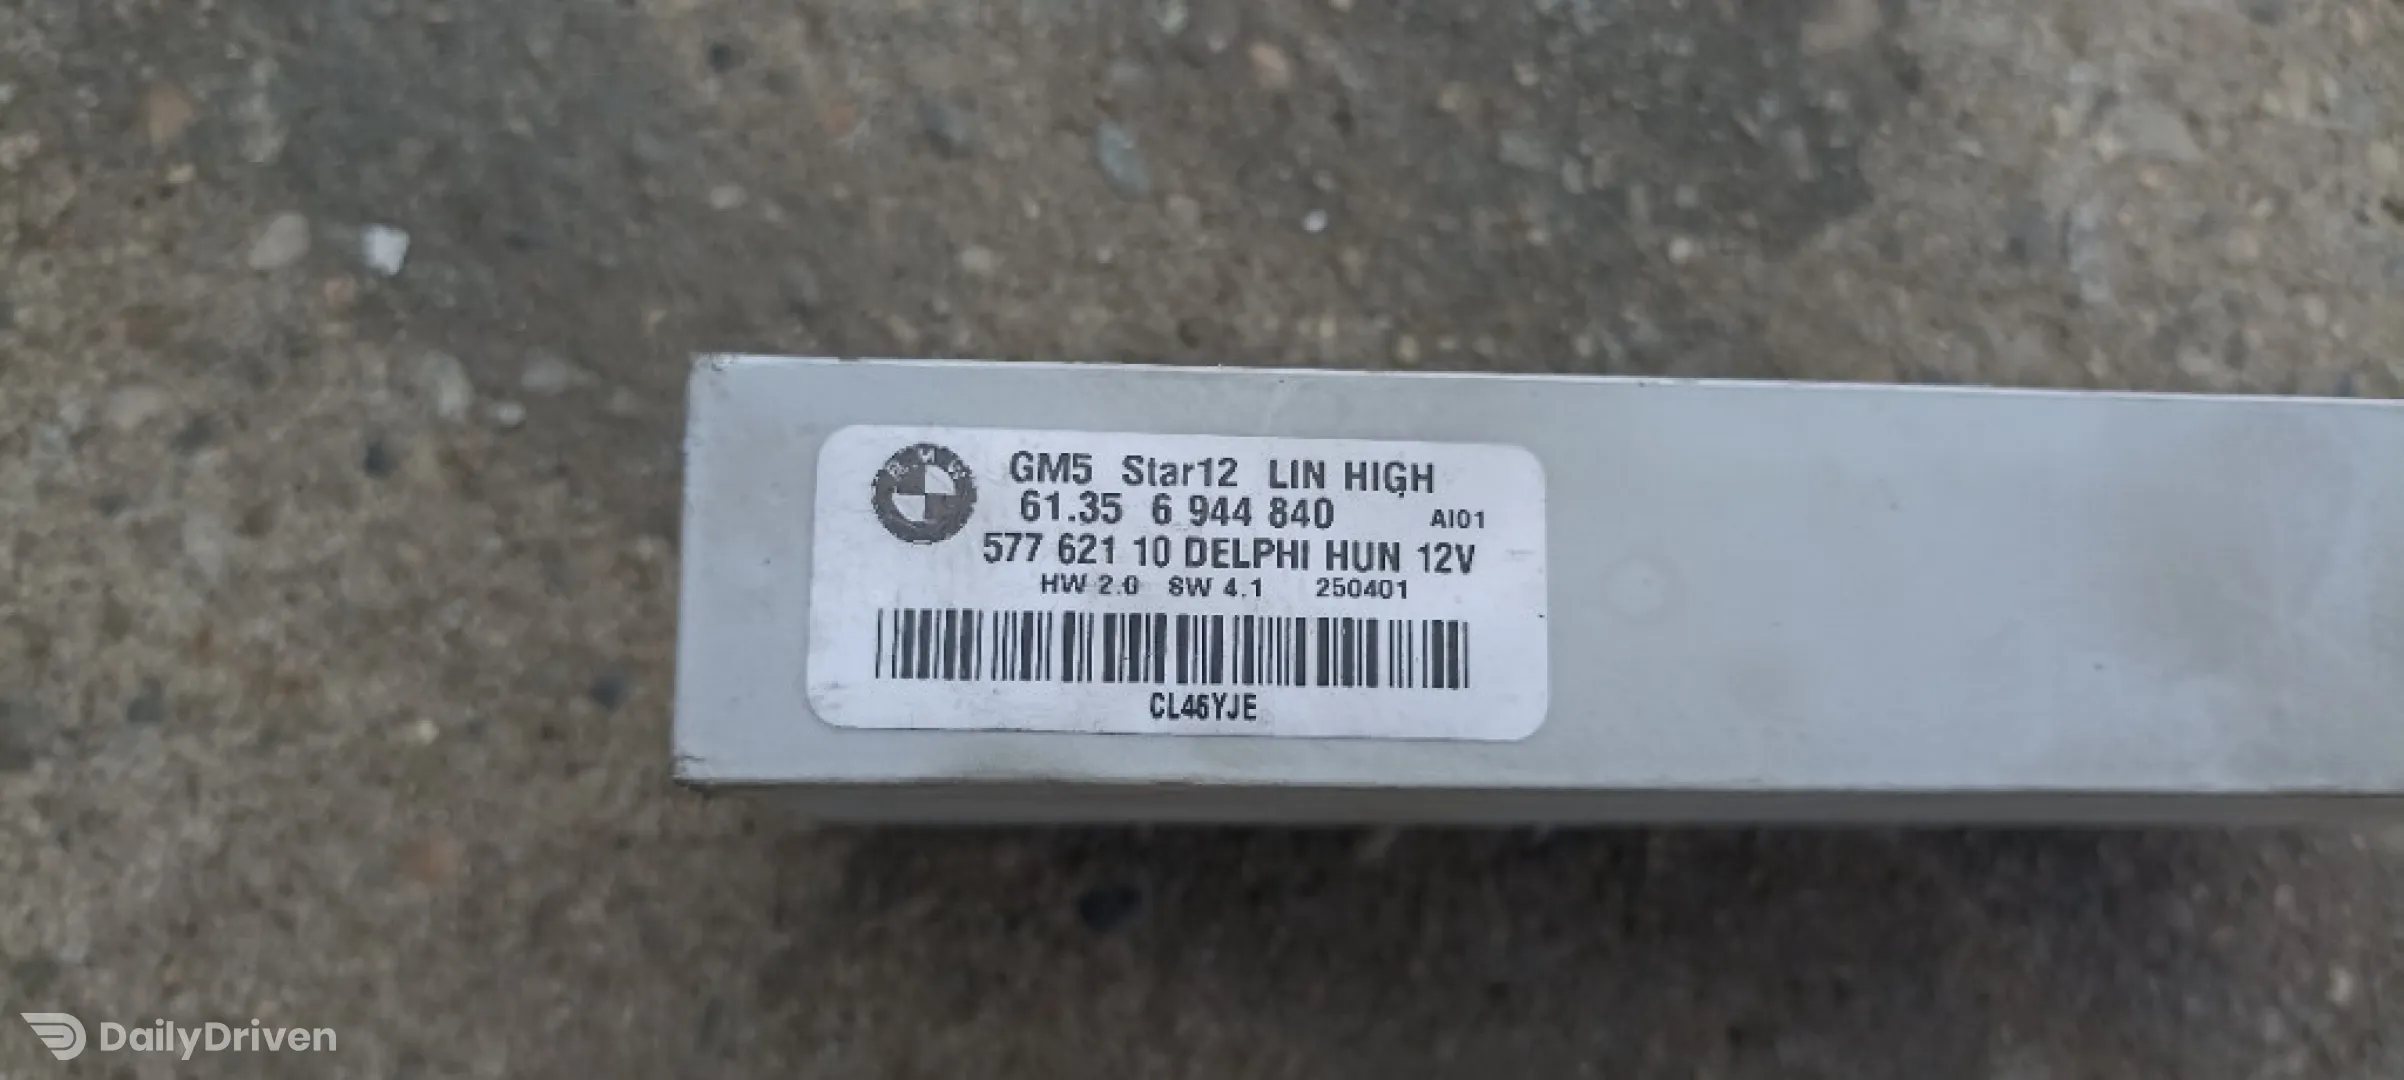 BMW
GM5 Star12 LIN HIGH
61.35 6 944 840 AI01
577 621 10 DELPHI HUN 12V
HW 2.0 SW 4.1 250401
CL46YJE
DailyDriven